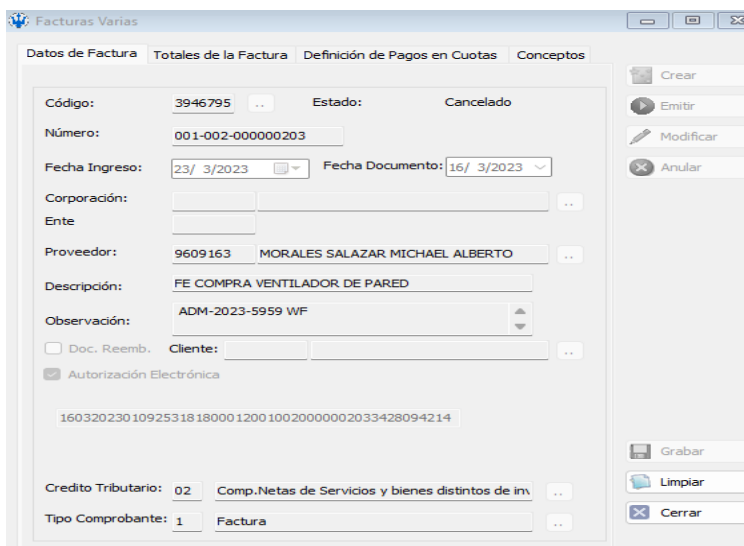 Facturas Varias
Datos de Factura Totales de la Factura Definición de Pagos en Cuotas Conceptos
Crear
Código: 3946795 .. Estado: Cancelado
Emitir
Número: 001-002-000000203
Modificar
Fecha Ingreso: 23/ 3/2023 Fecha Documento: 16/ 3/2023
Anular
Corporación: ..
Ente
Proveedor: 9609163 MORALES SALAZAR MICHAEL ALBERTO ..
Descripción: FE COMPRA VENTILADOR DE PARED
Observación: ADM-2023-5959 WF
Doc. Reemb. Cliente: ..
Autorización Electrónica
1603202301092531818000120010020000002033428094214
Grabar
Credito Tributario: 02 Comp.Netas de Servicios y bienes distintos de inv ..
Limpiar
Tipo Comprobante: 1 Factura ..
Cerrar